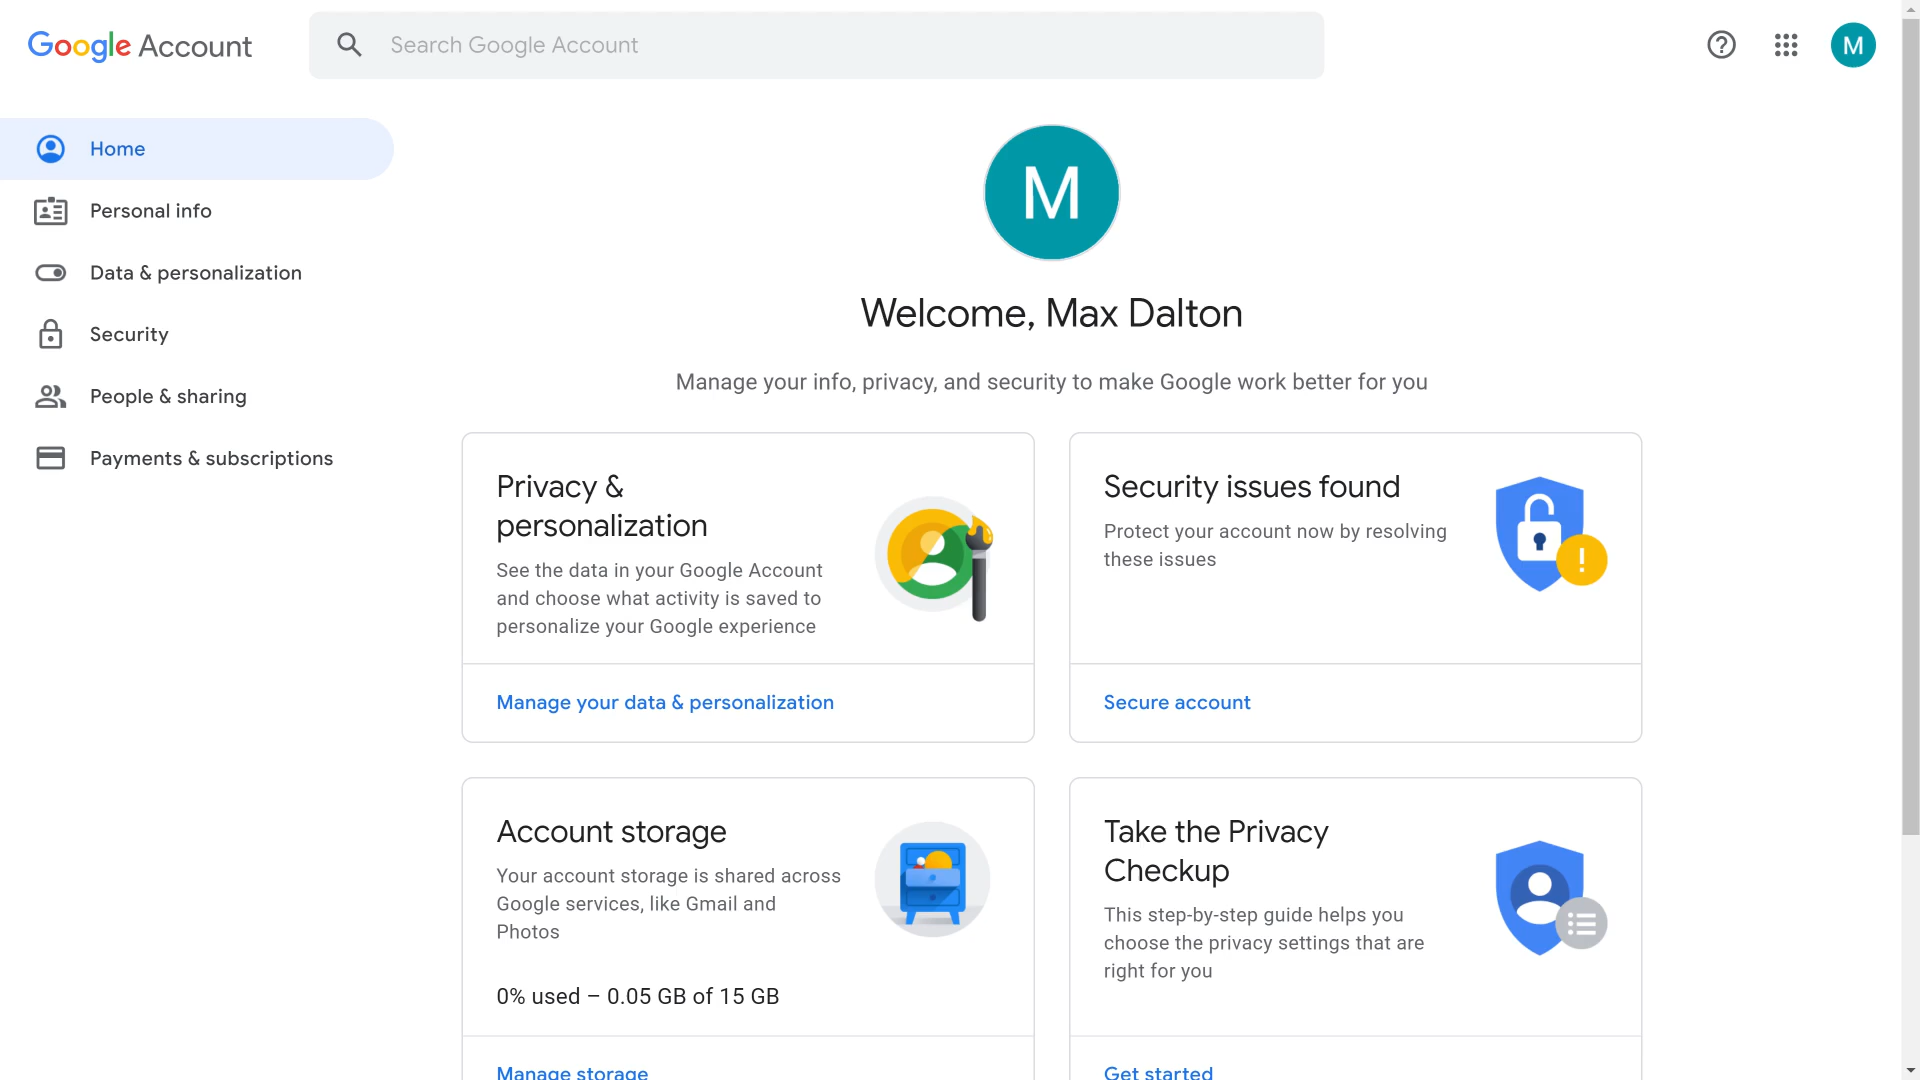 Google Account
Search Google Account
M
Home
Personal info
Data & personalization
Security
People & sharing
Payments & subscriptions
M
Welcome, Max Dalton
Manage your info, privacy, and security to make Google work better for you
Privacy &
personalization
See the data in your Google Account
and choose what activity is saved to
personalize your Google experience
Manage your data & personalization
Security issues found
Protect your account now by resolving
these issues
Secure account
Account storage
Your account storage is shared across
Google services, like Gmail and
Photos
0% used – 0.05 GB of 15 GB
Manage storage
Take the Privacy
Checkup
This step-by-step guide helps you
choose the privacy settings that are
right for you
Get started